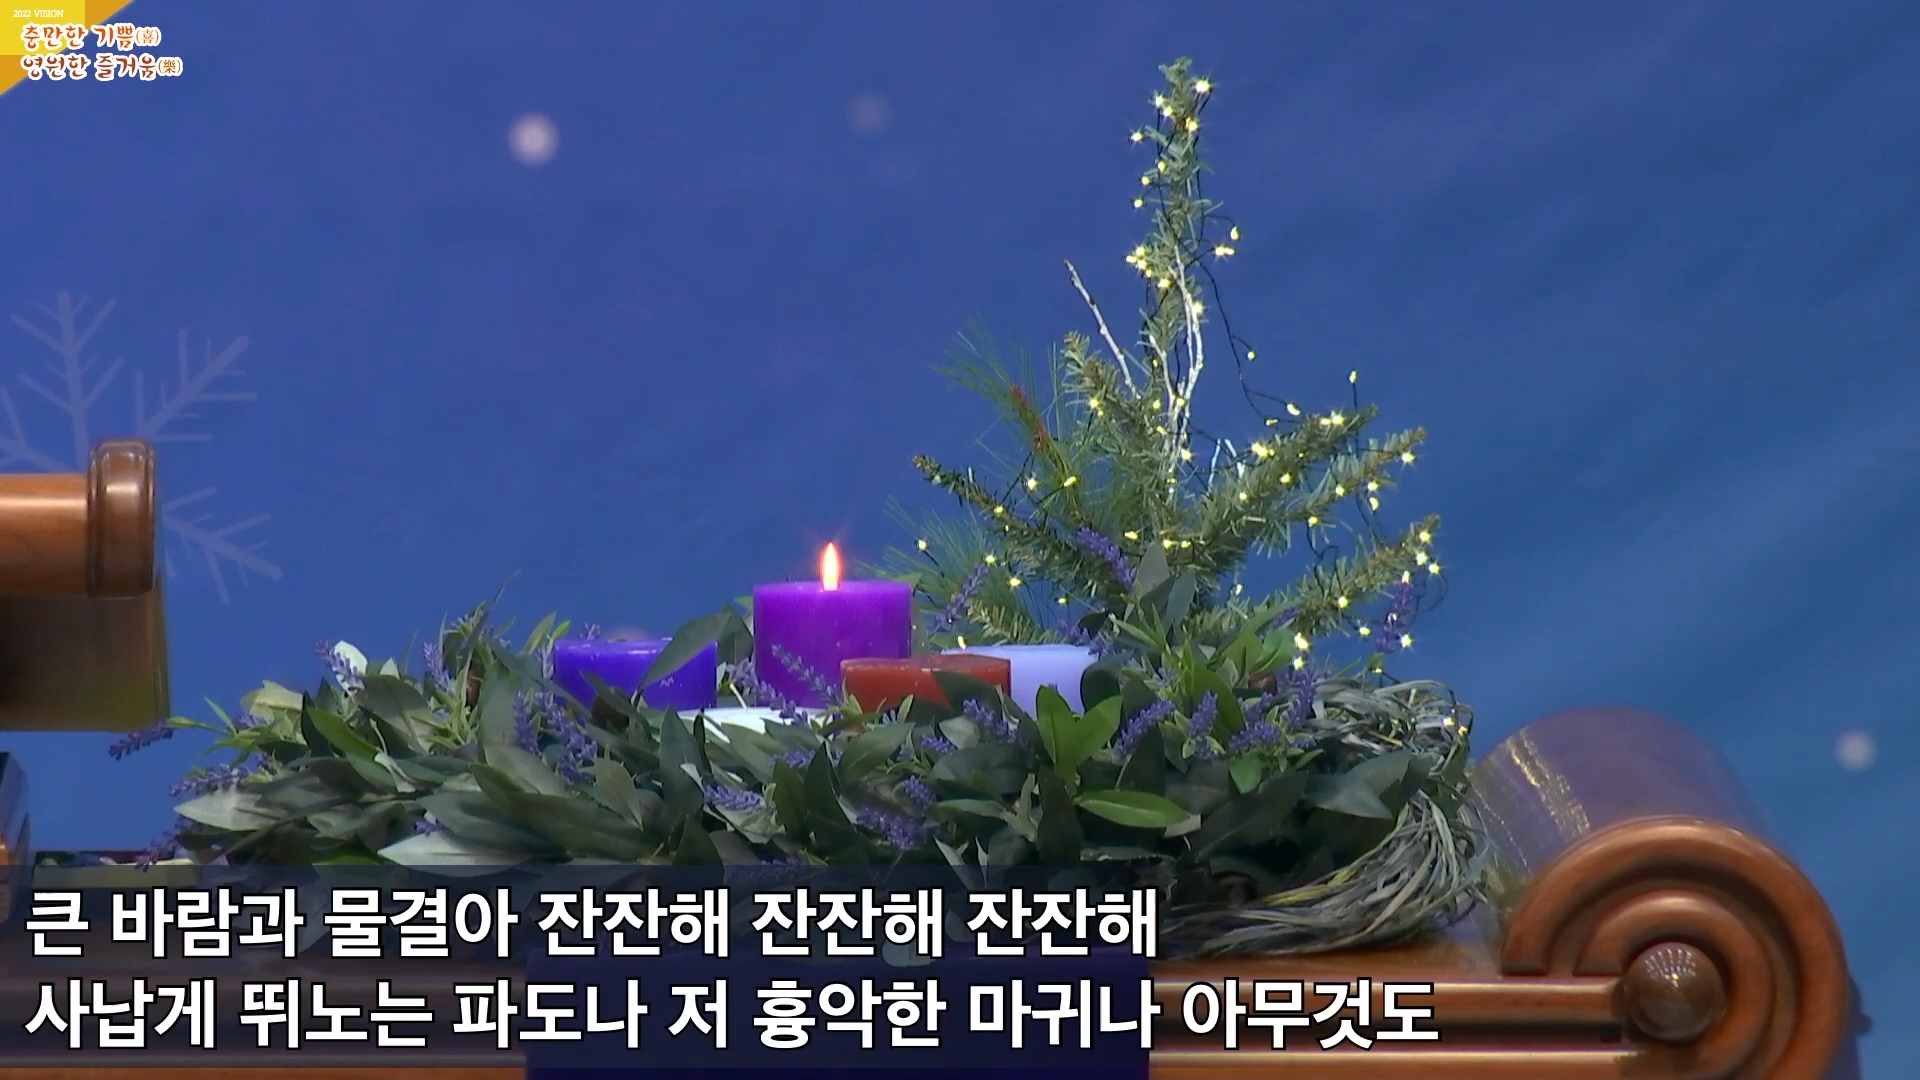 2022 VISION
충만한 기쁨(喜)
영원한 즐거움(樂)
큰 바람과 물결아 잔잔해 잔잔해 잔잔해
사납게 뛰노는 파도나 저 흉악한 마귀나 아무것도